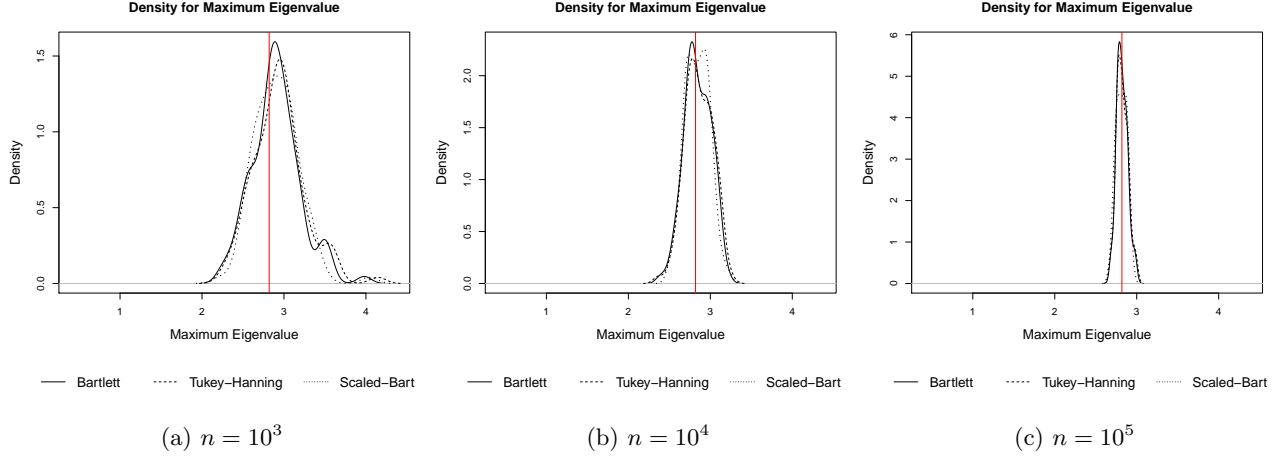 Density for Maximum Eigenvalue
Density
0.0 0.5 1.0 1.5
1 2 3 4
Maximum Eigenvalue
Bartlett Tukey−Hanning Scaled−Bart
(a) n = 10³
Density for Maximum Eigenvalue
Density
0.0 0.5 1.0 1.5 2.0
1 2 3 4
Maximum Eigenvalue
Bartlett Tukey−Hanning Scaled−Bart
(b) n = 10⁴
Density for Maximum Eigenvalue
Density
0 1 2 3 4 5 6
1 2 3 4
Maximum Eigenvalue
Bartlett Tukey−Hanning Scaled−Bart
(c) n = 10⁵